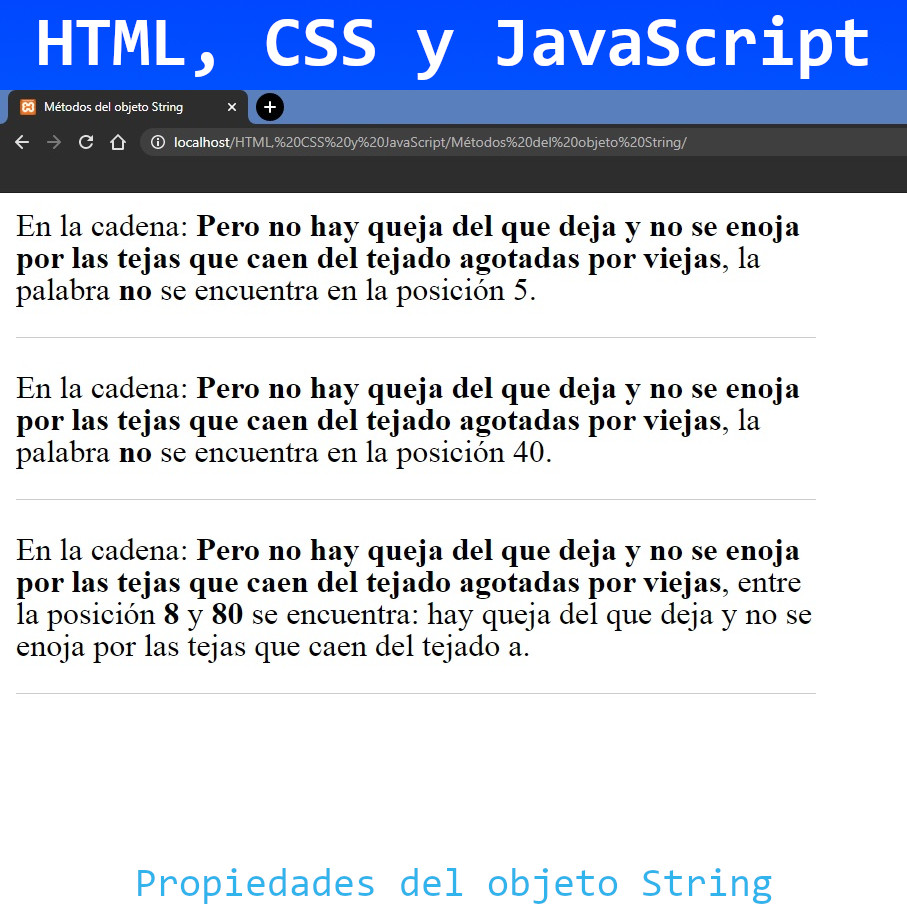 HTML, CSS y JavaScript
Métodos del objeto String
localhost/HTML,%20CSS%20y%20JavaScript/Métodos%20del%20objeto%20String/
En la cadena: Pero no hay queja del que deja y no se enoja
por las tejas que caen del tejado agotadas por viejas, la
palabra no se encuentra en la posición 5.
En la cadena: Pero no hay queja del que deja y no se enoja
por las tejas que caen del tejado agotadas por viejas, la
palabra no se encuentra en la posición 40.
En la cadena: Pero no hay queja del que deja y no se enoja
por las tejas que caen del tejado agotadas por viejas, entre
la posición 8 y 80 se encuentra: hay queja del que deja y no se
enoja por las tejas que caen del tejado a.
Propiedades del objeto String